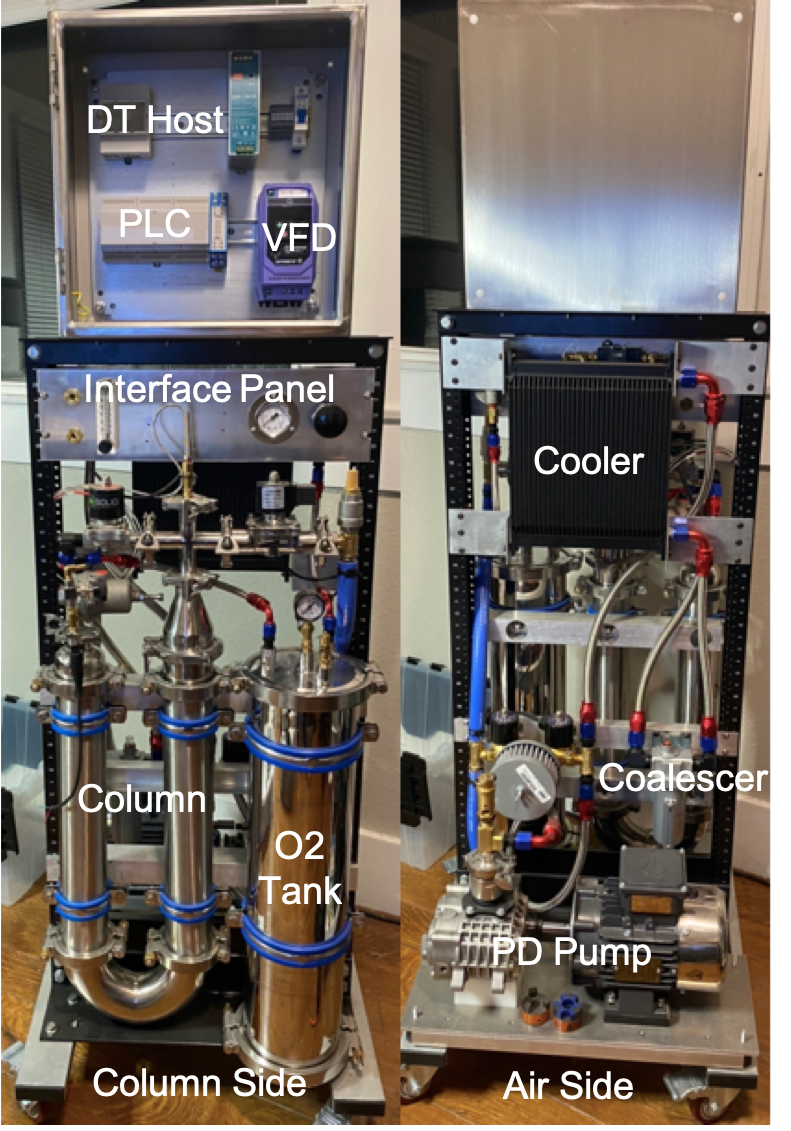 DT Host
PLC
VFD
Interface Panel
Cooler
Column
O2
Tank
Coalescer
PD Pump
Column Side
Air Side